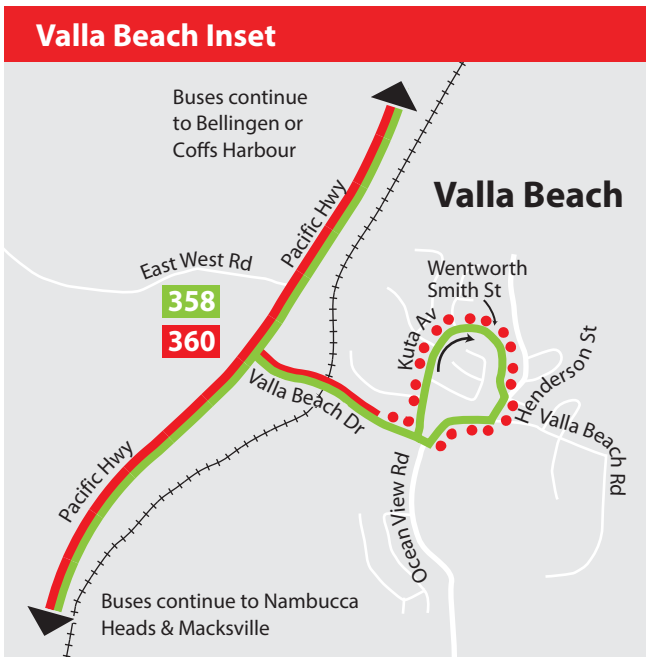 Valla Beach Inset
Buses continue
to Bellingen or
Coffs Harbour
Valla Beach
Pacific Hwy
East West Rd
Wentworth
Smith St
358
360
Kuta Av
Henderson St
Valla Beach Dr
Valla Beach Rd
Pacific Hwy
Ocean View Rd
Buses continue to Nambucca
Heads & Macksville